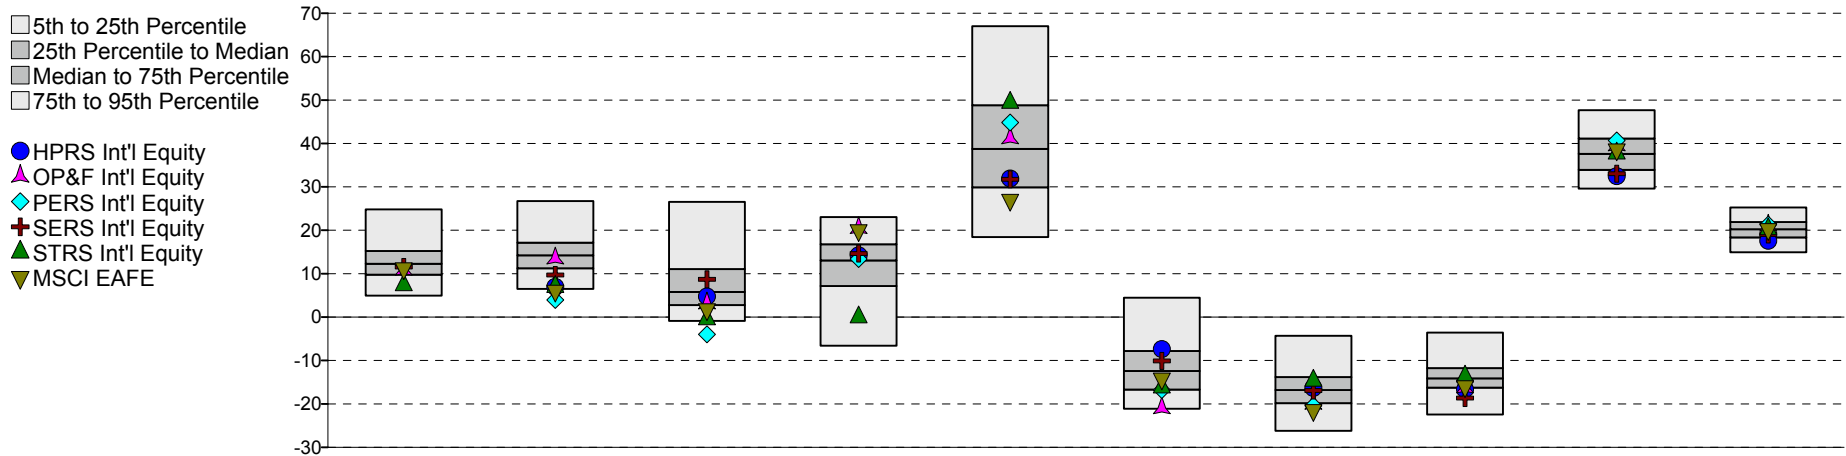 5th to 25th Percentile
25th Percentile to Median
Median to 75th Percentile
75th to 95th Percentile
HPRS Int'l Equity
OP&F Int'l Equity
PERS Int'l Equity
SERS Int'l Equity
STRS Int'l Equity
MSCI EAFE
70
60
50
40
30
20
10
0
-10
-20
-30